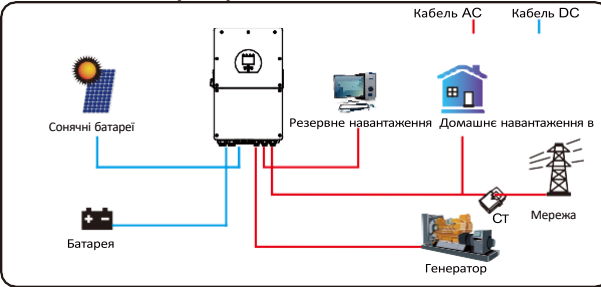 Кабель AC Кабель DC
Сонячні батареї
Резервне навантаження Домашнє навантаження в
СТ
Мережа
Батарея
Генератор